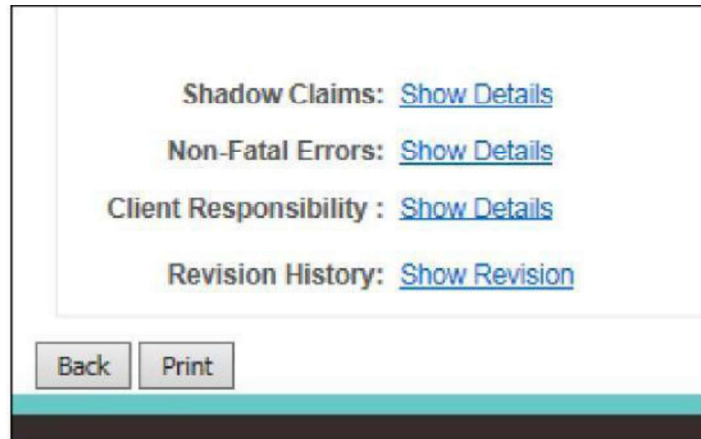 Shadow Claims: Show Details
Non-Fatal Errors: Show Details
Client Responsibility : Show Details
Revision History: Show Revision
Back Print